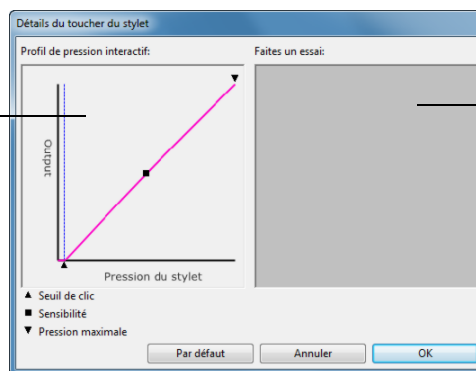 Détails du toucher du stylet
Profil de pression interactif:
Faites un essai:
Output
Pression du stylet
▲ Seuil de clic
■ Sensibilité
▼ Pression maximale
Par défaut
Annuler
OK